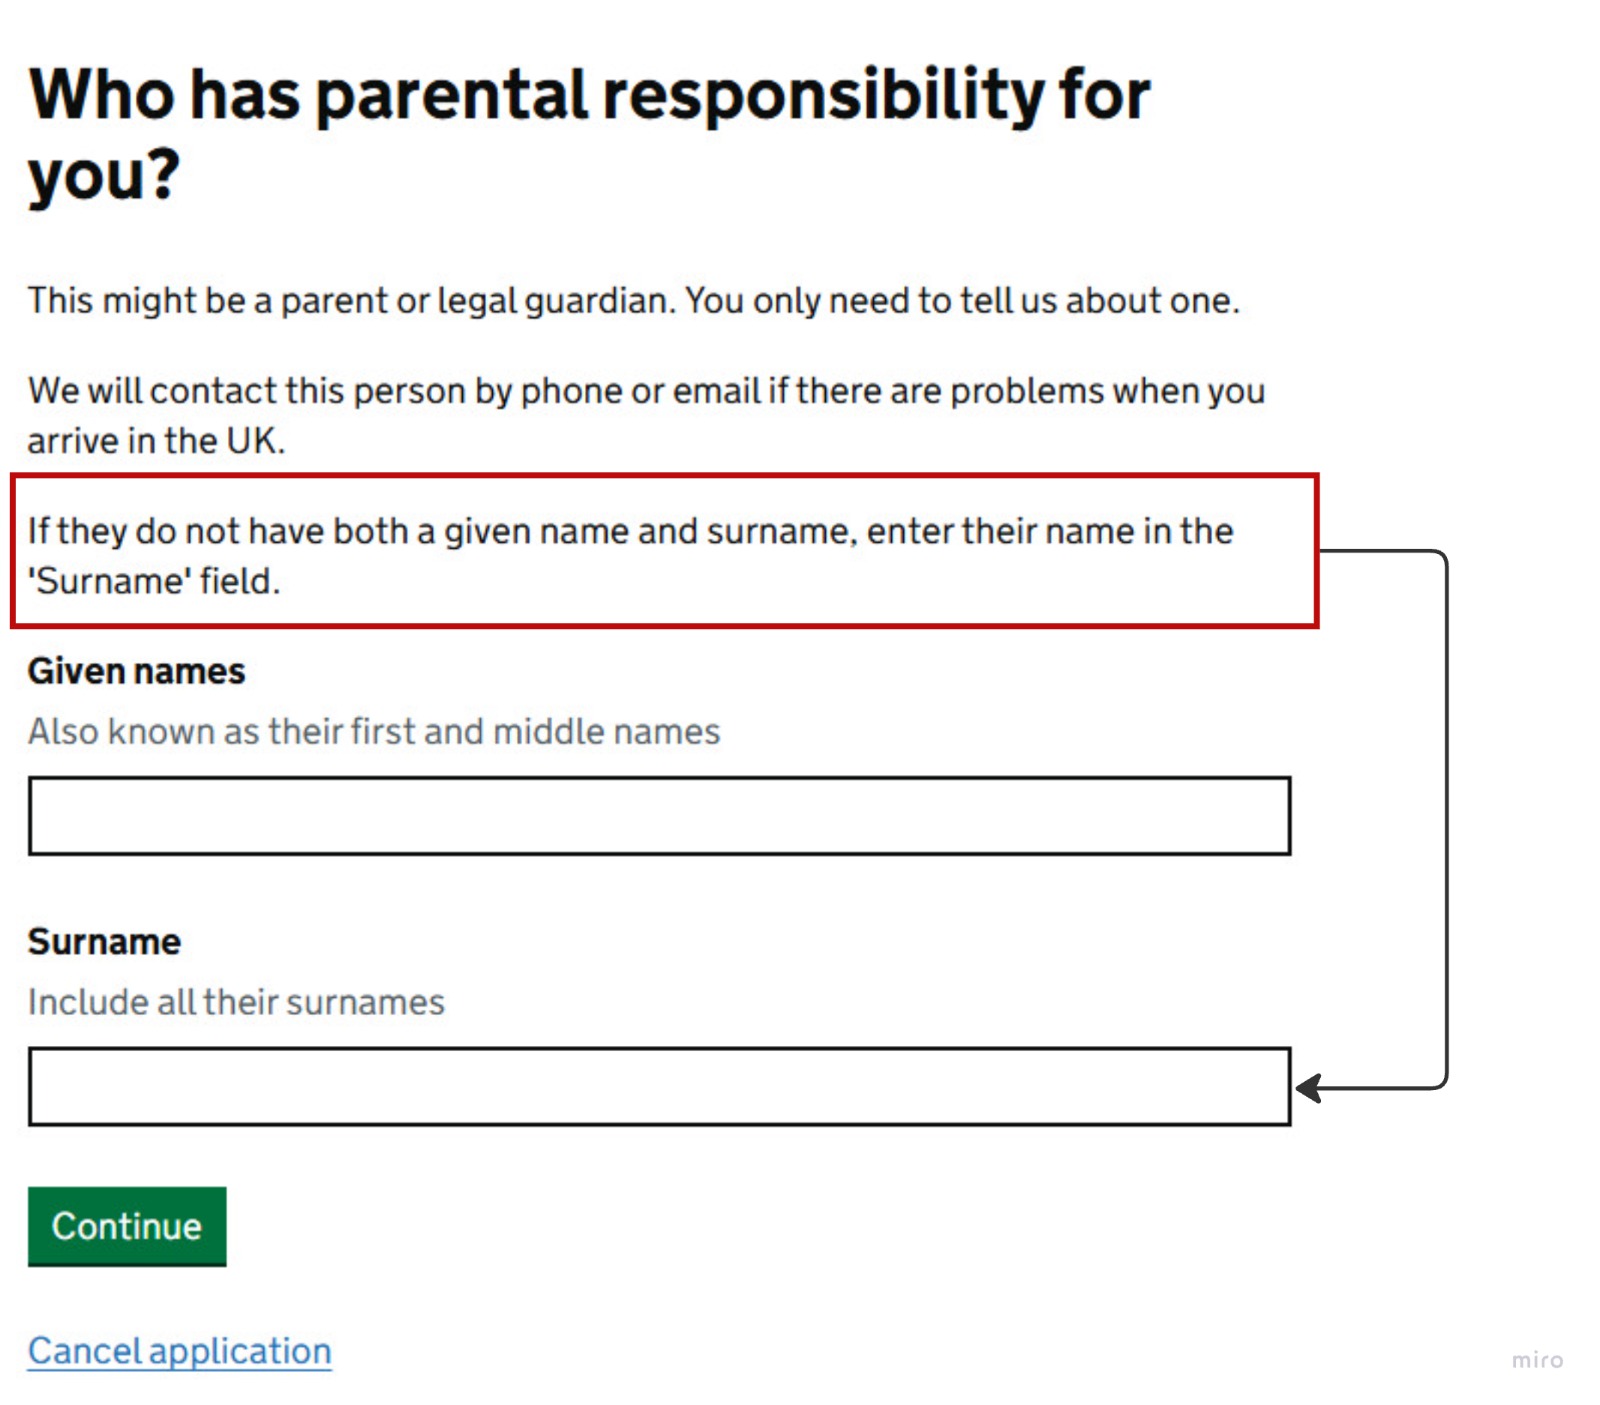 Who has parental responsibility for
you?
This might be a parent or legal guardian. You only need to tell us about one.
We will contact this person by phone or email if there are problems when you
arrive in the UK.
If they do not have both a given name and surname, enter their name in the
'Surname' field.
Given names
Also known as their first and middle names
Surname
Include all their surnames
Continue
Cancel application
miro